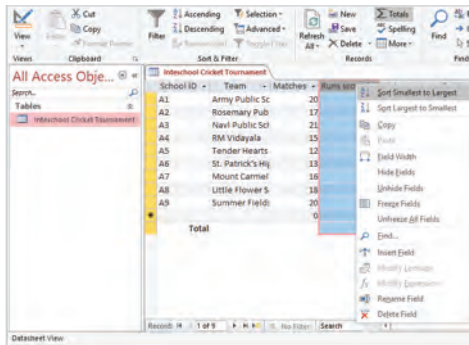 Cut
Copy
Format Painter
View
Ascending
Descending
Remove Sort
Filter
Selection
Advanced
Toggle Filter
Refresh
All
New
Save
Delete
Totals
Spelling
More
Find
Views
Clipboard
Sort & Filter
Records
Find
All Access Obje...
Search...
Tables
Inteschool Cricket Tournament
Inteschool Cricket Tournament
School ID Team Matches Runs sco
A1 Army Public Sc 20
A2 Rosemary Pub 17
A3 Navl Public Scl 21
A4 RM Vidayala 15
A5 Tender Hearts 12
A6 St. Patrick's Hig 13
A7 Mount Carmel 16
A8 Little Flower S 18
A9 Summer Fields 20
0
Total
Sort Smallest to Largest
Sort Largest to Smallest
Copy
Paste
Field Width
Hide Fields
Unhide Fields
Freeze Fields
Unfreeze All Fields
Find...
Insert Field
Modify Lookups
Modify Expression
Rename Field
Delete Field
Record: 1 of 9 No Filter Search
Datasheet View